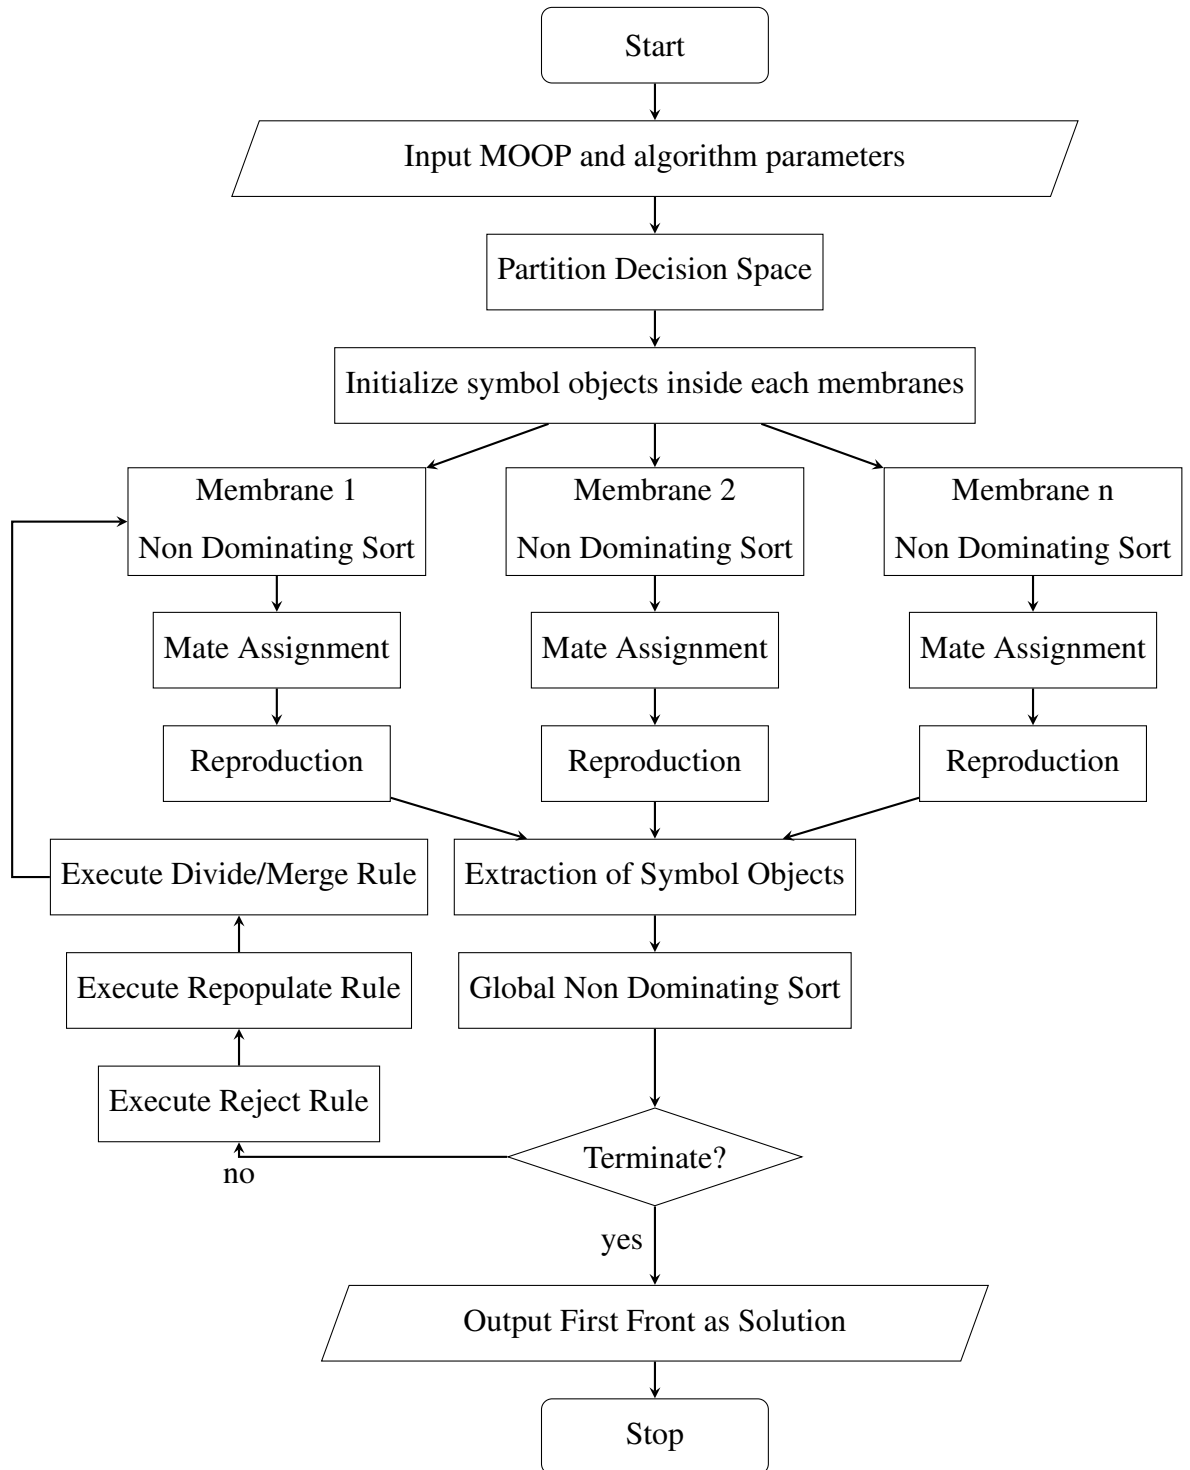 Start
Input MOOP and algorithm parameters
Partition Decision Space
Initialize symbol objects inside each membranes
Membrane 1
Non Dominating Sort
Membrane 2
Non Dominating Sort
Membrane n
Non Dominating Sort
Mate Assignment
Mate Assignment
Mate Assignment
Reproduction
Reproduction
Reproduction
Execute Divide/Merge Rule
Extraction of Symbol Objects
Execute Repopulate Rule
Global Non Dominating Sort
Execute Reject Rule
Terminate?
no
yes
Output First Front as Solution
Stop